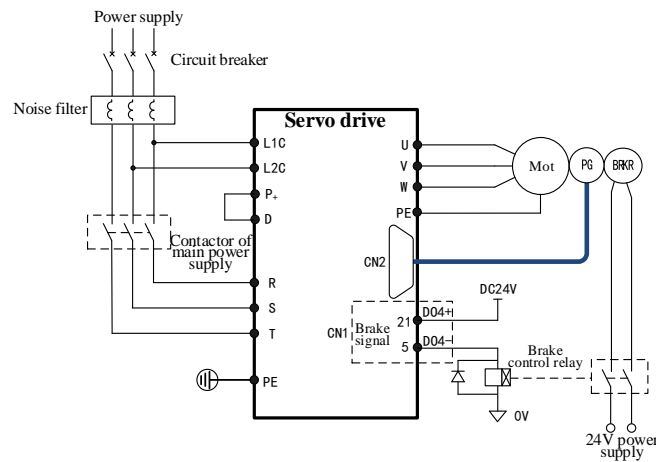 Power supply
Circuit breaker
Noise filter
Servo drive
L1C
L2C
P+
D
Contactor of
main power
supply
R
S
T
PE
U
V
W
PE
Mot
PG
BRKR
CN2
DC24V
CN1
Brake
signal
21
DO4+
5
DO4-
Brake
control relay
0V
24V power
supply